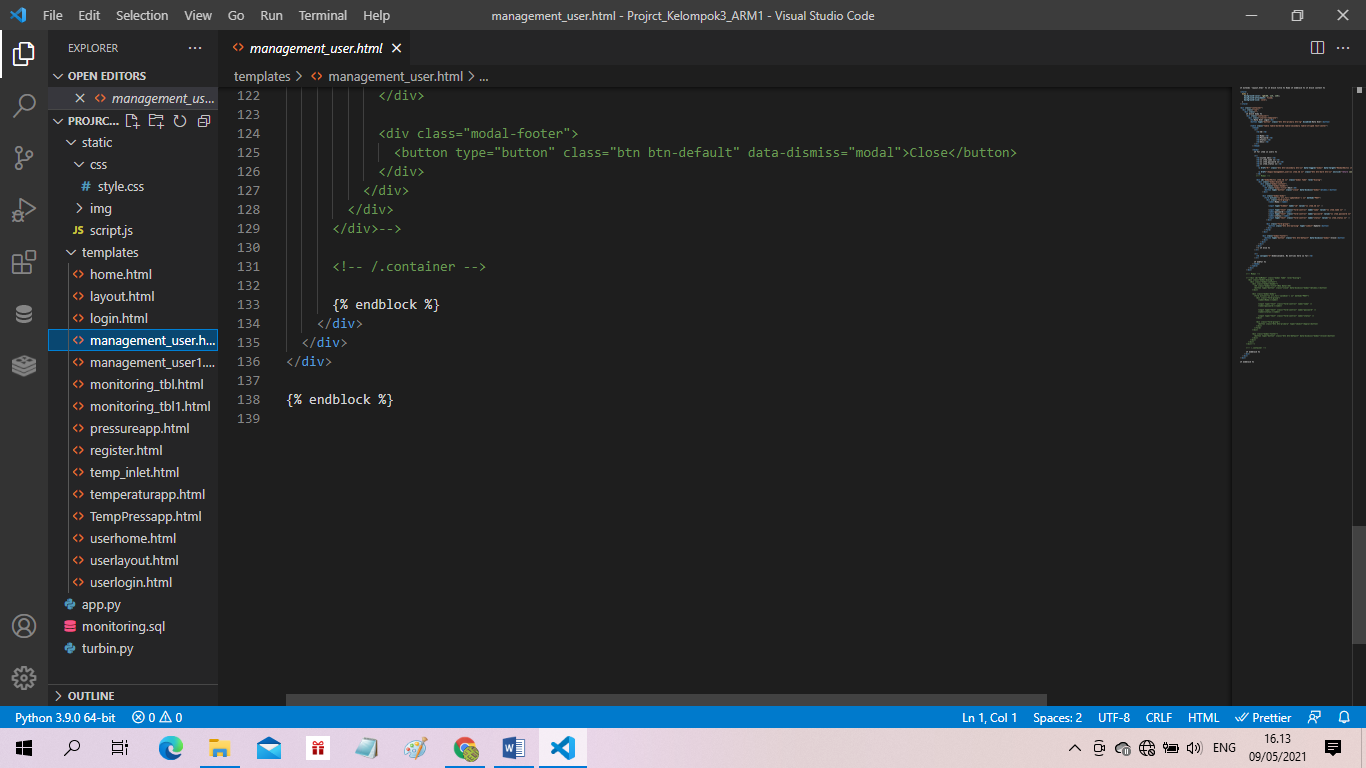 File Edit Selection View Go Run Terminal Help management_user.html - Projrct_Kelompok3_ARM1 - Visual Studio Code
EXPLORER
OPEN EDITORS
management_us...
PROJRC...
static
css
# style.css
img
JS script.js
templates
home.html
layout.html
login.html
management_user.h...
management_user1....
monitoring_tbl.html
monitoring_tbl1.html
pressureapp.html
register.html
temp_inlet.html
temperaturapp.html
TempPressapp.html
userhome.html
userlayout.html
userlogin.html
app.py
monitoring.sql
turbin.py
OUTLINE
management_user.html
templates > management_user.html > ...
122 </div>
123
124 <div class="modal-footer">
125 <button type="button" class="btn btn-default" data-dismiss="modal">Close</button>
126 </div>
127 </div>
128 </div>
129 </div>-->
130
131 <!-- /.container -->
132
133 {% endblock %}
134 </div>
135 </div>
136 </div>
137
138 {% endblock %}
139
Python 3.9.0 64-bit 0 0 Ln 1, Col 1 Spaces: 2 UTF-8 CRLF HTML Prettier
ENG
16.13
09/05/2021